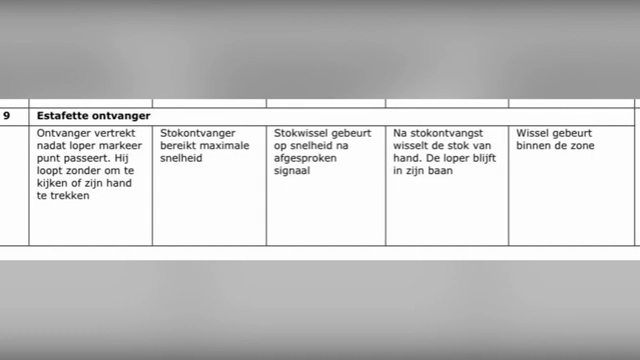 9 Estafette ontvanger
Ontvanger vertrekt
nadat loper markeer
punt passeert. Hij
loopt zonder om te
kijken of zijn hand
te trekken
Stokontvanger
bereikt maximale
snelheid
Stokwissel gebeurt
op snelheid na
afgesproken
signaal
Na stokontvangst
wisselt de stok van
hand. De loper blijft
in zijn baan
Wissel gebeurt
binnen de zone